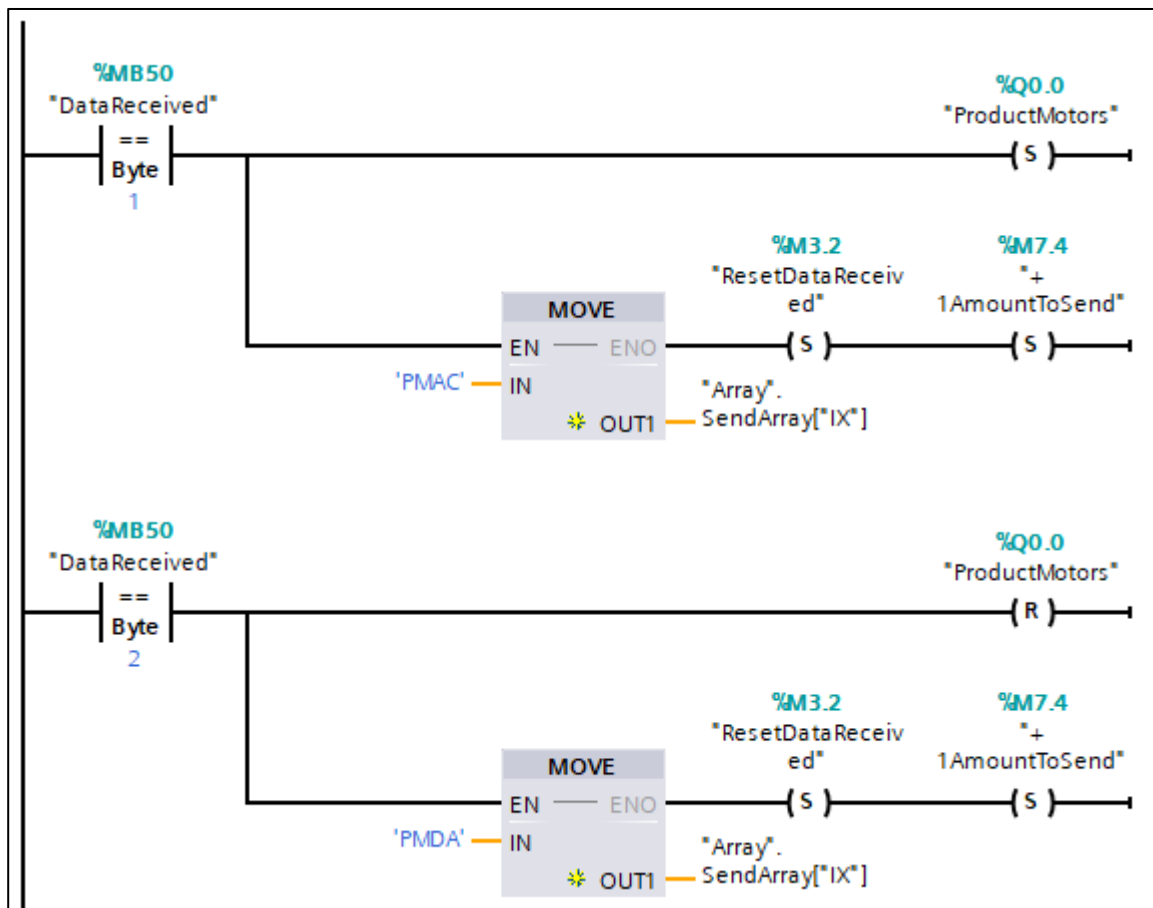 %MB50
"DataReceived"
==
Byte
1
%Q0.0
"ProductMotors"
S
%M3.2
"ResetDataReceiv
ed"
S
%M7.4
"+
1AmountToSend"
S
MOVE
EN ENO
'PMAC' IN
OUT1
"Array".
SendArray["IX"]
%MB50
"DataReceived"
==
Byte
2
%Q0.0
"ProductMotors"
R
%M3.2
"ResetDataReceiv
ed"
S
%M7.4
"+
1AmountToSend"
S
MOVE
EN ENO
'PMDA' IN
OUT1
"Array".
SendArray["IX"]